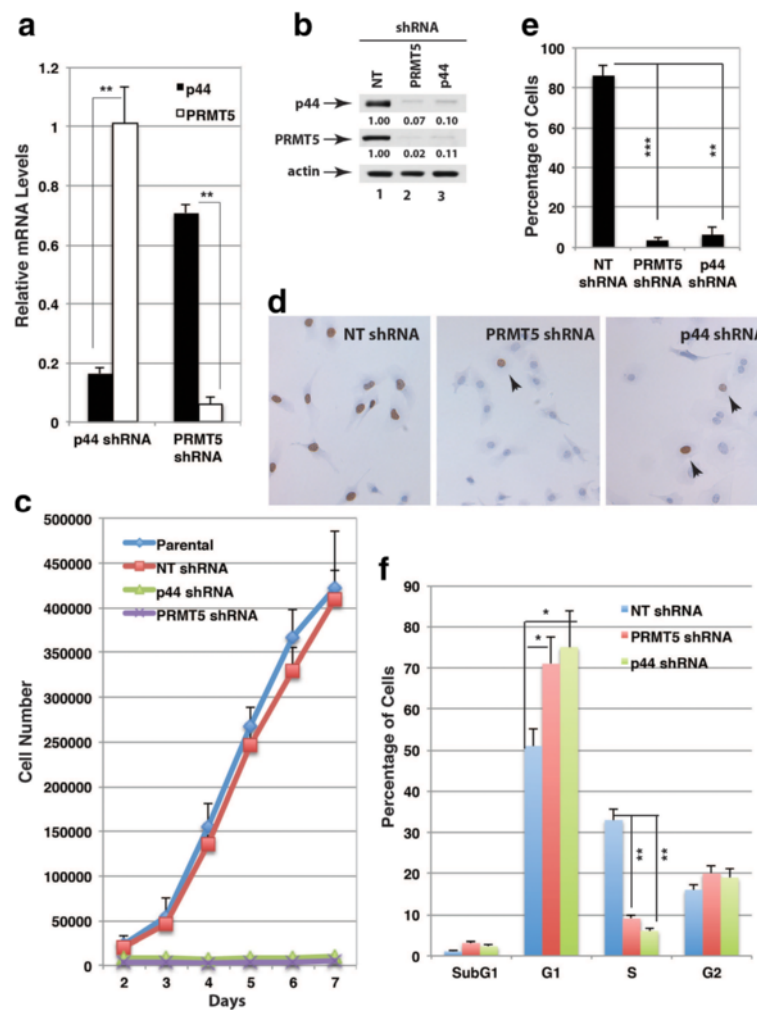 a
1.2
1
0.8
0.6
0.4
0.2
0
Relative mRNA Levels
**
**
p44
PRMT5
p44 shRNA
PRMT5
shRNA
b
shRNA
NT
PRMT5
p44
p44
1.00 0.07 0.10
PRMT5
1.00 0.02 0.11
actin
1 2 3
e
100
80
60
40
20
0
Percentage of Cells
***
**
NT
shRNA
PRMT5
shRNA
p44
shRNA
d
NT shRNA
PRMT5 shRNA
p44 shRNA
c
500000
450000
400000
350000
300000
250000
200000
150000
100000
50000
0
Cell Number
Parental
NT shRNA
p44 shRNA
PRMT5 shRNA
2 3 4 5 6 7
Days
f
90
80
70
60
50
40
30
20
10
0
Percentage of Cells
NT shRNA
PRMT5 shRNA
p44 shRNA
*
*
**
**
SubG1 G1 S G2